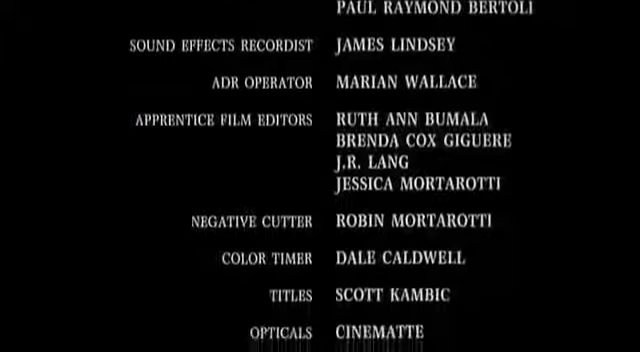 PAUL RAYMOND BERTOLI
SOUND EFFECTS RECORDIST JAMES LINDSEY
ADR OPERATOR MARIAN WALLACE
APPRENTICE FILM EDITORS RUTH ANN BUMALA
BRENDA COX GIGUERE
J.R. LANG
JESSICA MORTAROTTI
NEGATIVE CUTTER ROBIN MORTAROTTI
COLOR TIMER DALE CALDWELL
TITLES SCOTT KAMBIC
OPTICALS CINEMATTE